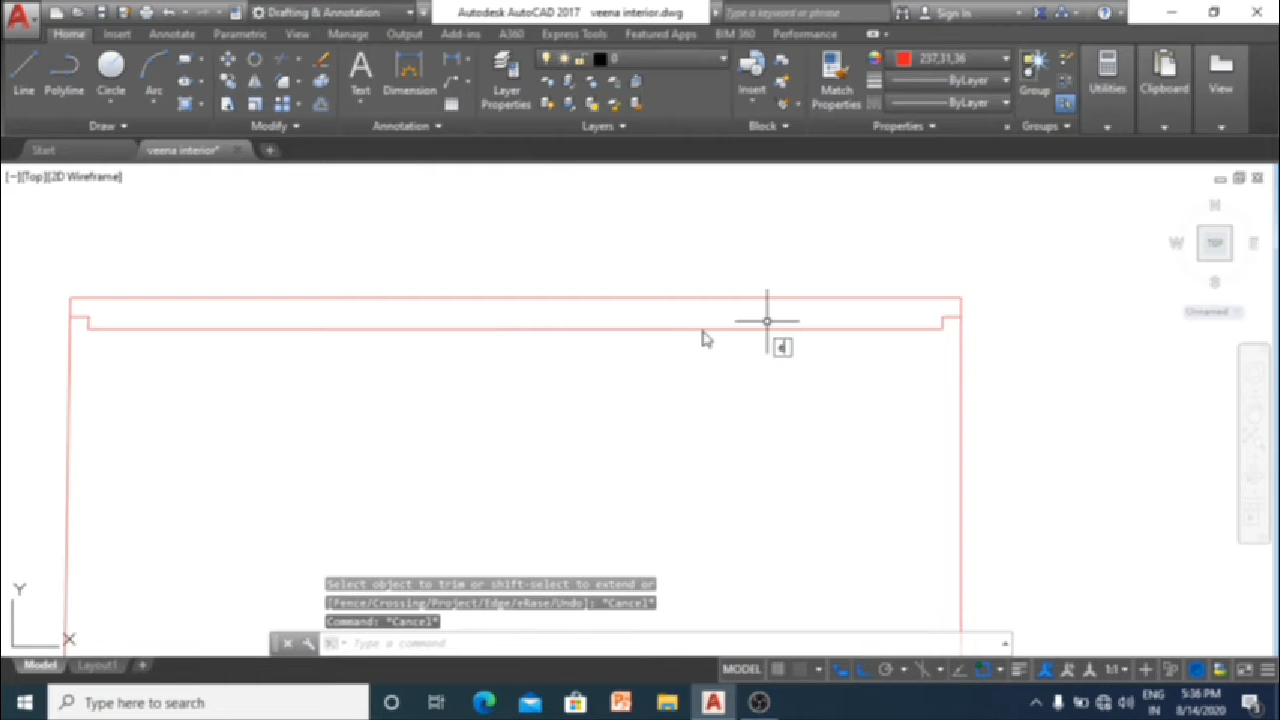 Drafting & Annotation
Autodesk AutoCAD 2017 veena interior.dwg
Type a keyword or phrase
Sign In
Home Insert Annotate Parametric View Manage Output Add-ins A360 Express Tools Featured Apps BIM 360 Performance
0
237,31,36
ByLayer
ByLayer
Line Polyline Circle Arc Text Dimension Layer Properties Insert Match Properties Group Utilities Clipboard View
Draw Modify Annotation Layers Block Properties Groups
Start veena interior* +
[−][Top][2D Wireframe]
N
W TOP E
S
Unnamed
e
Select object to trim or shift-select to extend or
[Fence/Crossing/Project/Edge/eRase/Undo]: *Cancel*
Command: *Cancel*
Y
X
Type a command
Model Layout1 +
MODEL 1:1
Type here to search
ENG
IN
5:36 PM
8/14/2020